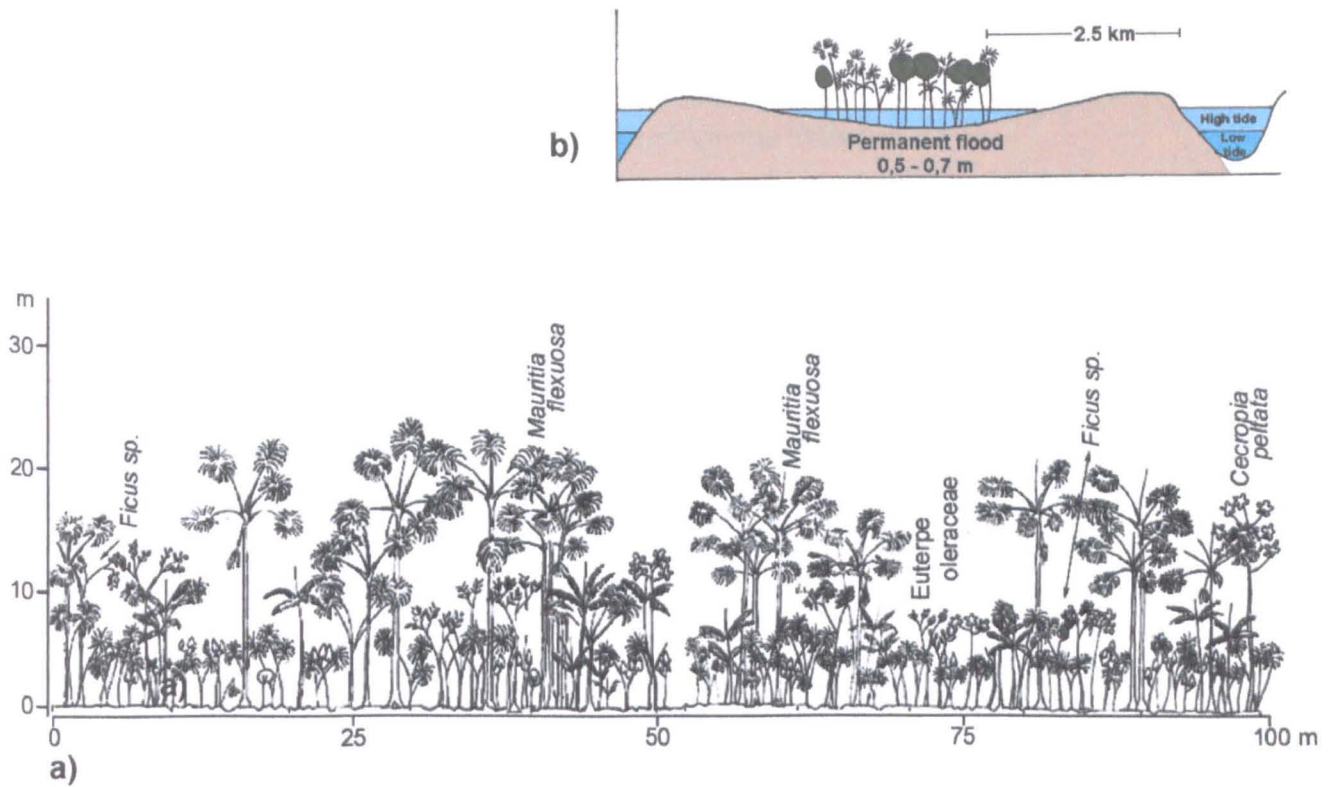 2.5 km
High tide
Low
tide
b)
Permanent flood
0,5 - 0,7 m
m
30
20
10
0
Ficus sp.
Mauritia
flexuosa
Mauritia
flexuosa
Euterpe
oleraceae
Ficus sp.
Cecropia
peltata
a)
0
25
50
75
100 m
a)